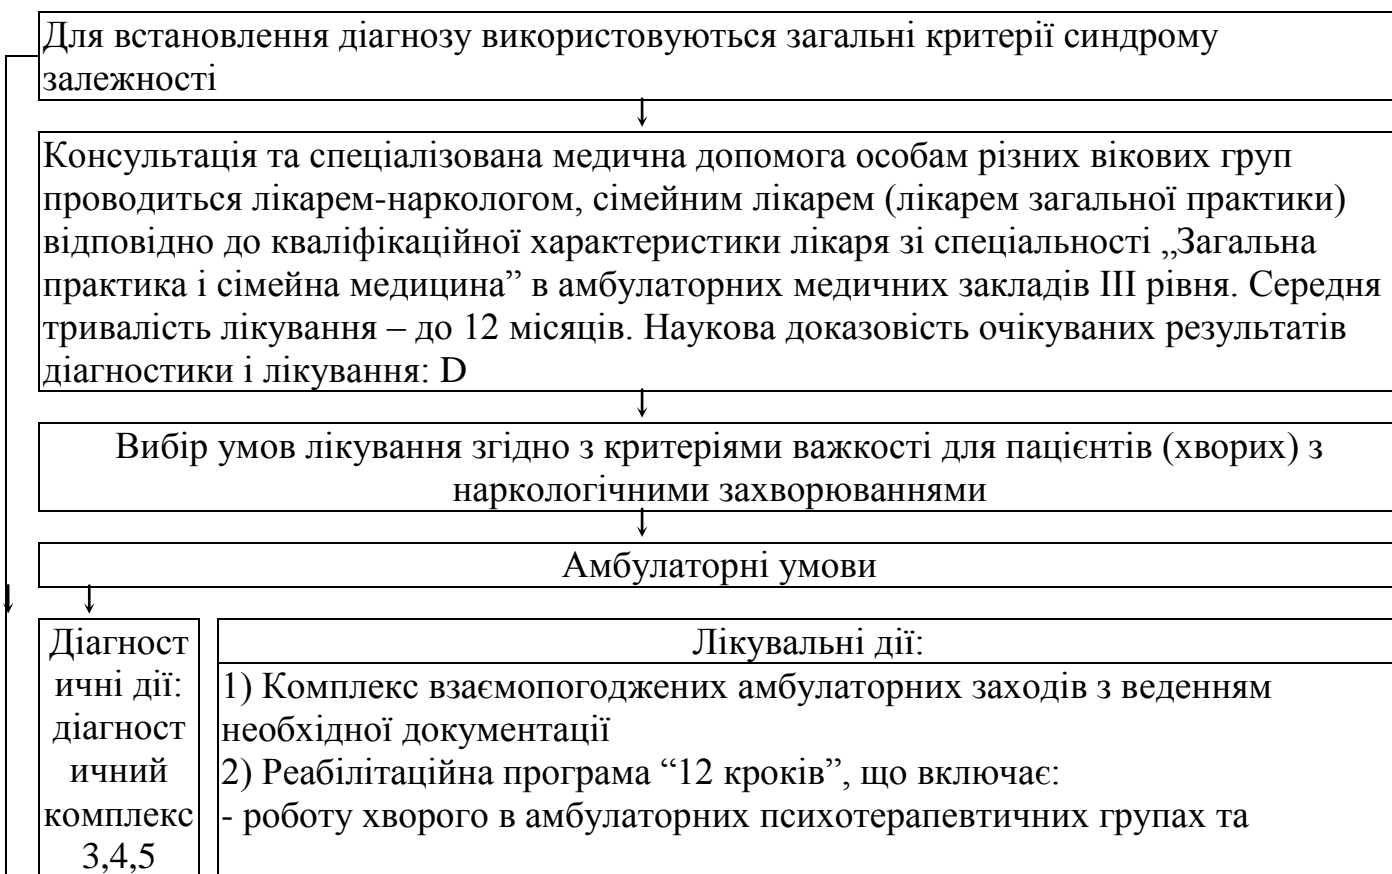 Для встановлення діагнозу використовуються загальні критерії синдрому
залежності
Консультація та спеціалізована медична допомога особам різних вікових груп
проводиться лікарем-наркологом, сімейним лікарем (лікарем загальної практики)
відповідно до кваліфікаційної характеристики лікаря зі спеціальності „Загальна
практика і сімейна медицина” в амбулаторних медичних закладів III рівня. Середня
тривалість лікування – до 12 місяців. Наукова доказовість очікуваних результатів
діагностики і лікування: D
Вибір умов лікування згідно з критеріями важкості для пацієнтів (хворих) з
наркологічними захворюваннями
Амбулаторні умови
Діагност
ичні дії:
діагност
ичний
комплекс
3,4,5
Лікувальні дії:
1) Комплекс взаємопогоджених амбулаторних заходів з веденням
необхідної документації
2) Реабілітаційна програма “12 кроків”, що включає:
- роботу хворого в амбулаторних психотерапевтичних групах та